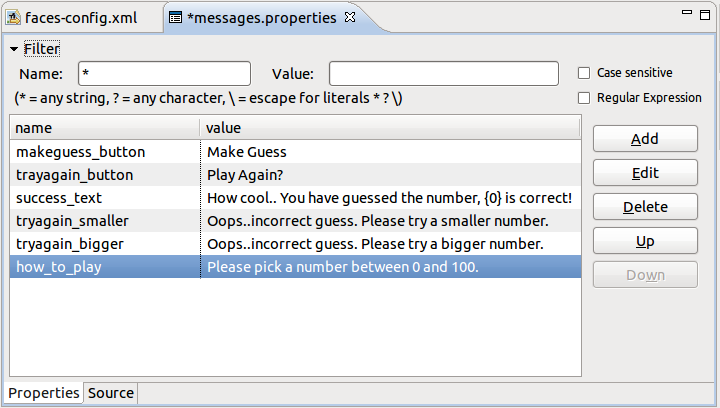 faces-config.xml *messages.properties
Filter
Name: * Value: Case sensitive
(* = any string, ? = any character, \ = escape for literals * ? \) Regular Expression
name value
makeguess_button Make Guess
trayagain_button Play Again?
success_text How cool.. You have guessed the number, {0} is correct!
tryagain_smaller Oops..incorrect guess. Please try a smaller number.
tryagain_bigger Oops..incorrect guess. Please try a bigger number.
how_to_play Please pick a number between 0 and 100.
Add
Edit
Delete
Up
Down
Properties Source